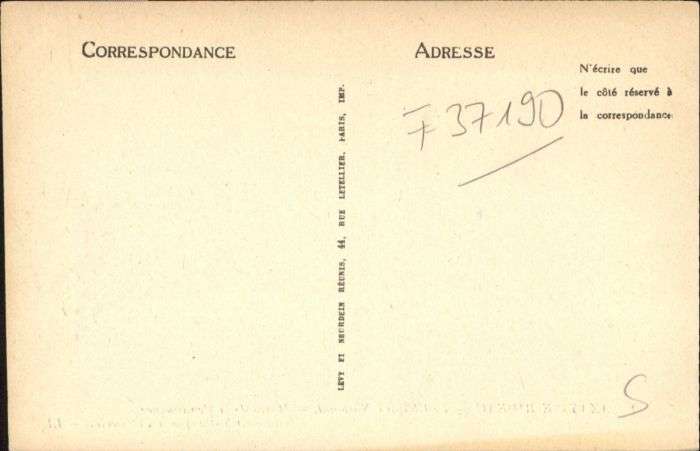 CORRESPONDANCE
ADRESSE
N'écrire que
le côté réservé à
la correspondance
F 37190
LEVY ET NEURDEIN RÉUNIS, 44, RUE LETELLIER, PARIS, IMP.
S